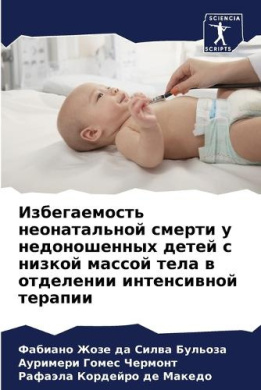 SCIENCIA
SCRIPTS
Избегаемость
неонатальной смерти у
недоношенных детей с
низкой массой тела в
отделении интенсивной
терапии
Фабиано Жозе да Силва Бульоза
Ауримери Гомес Чермонт
Рафаэла Кордейро де Македо